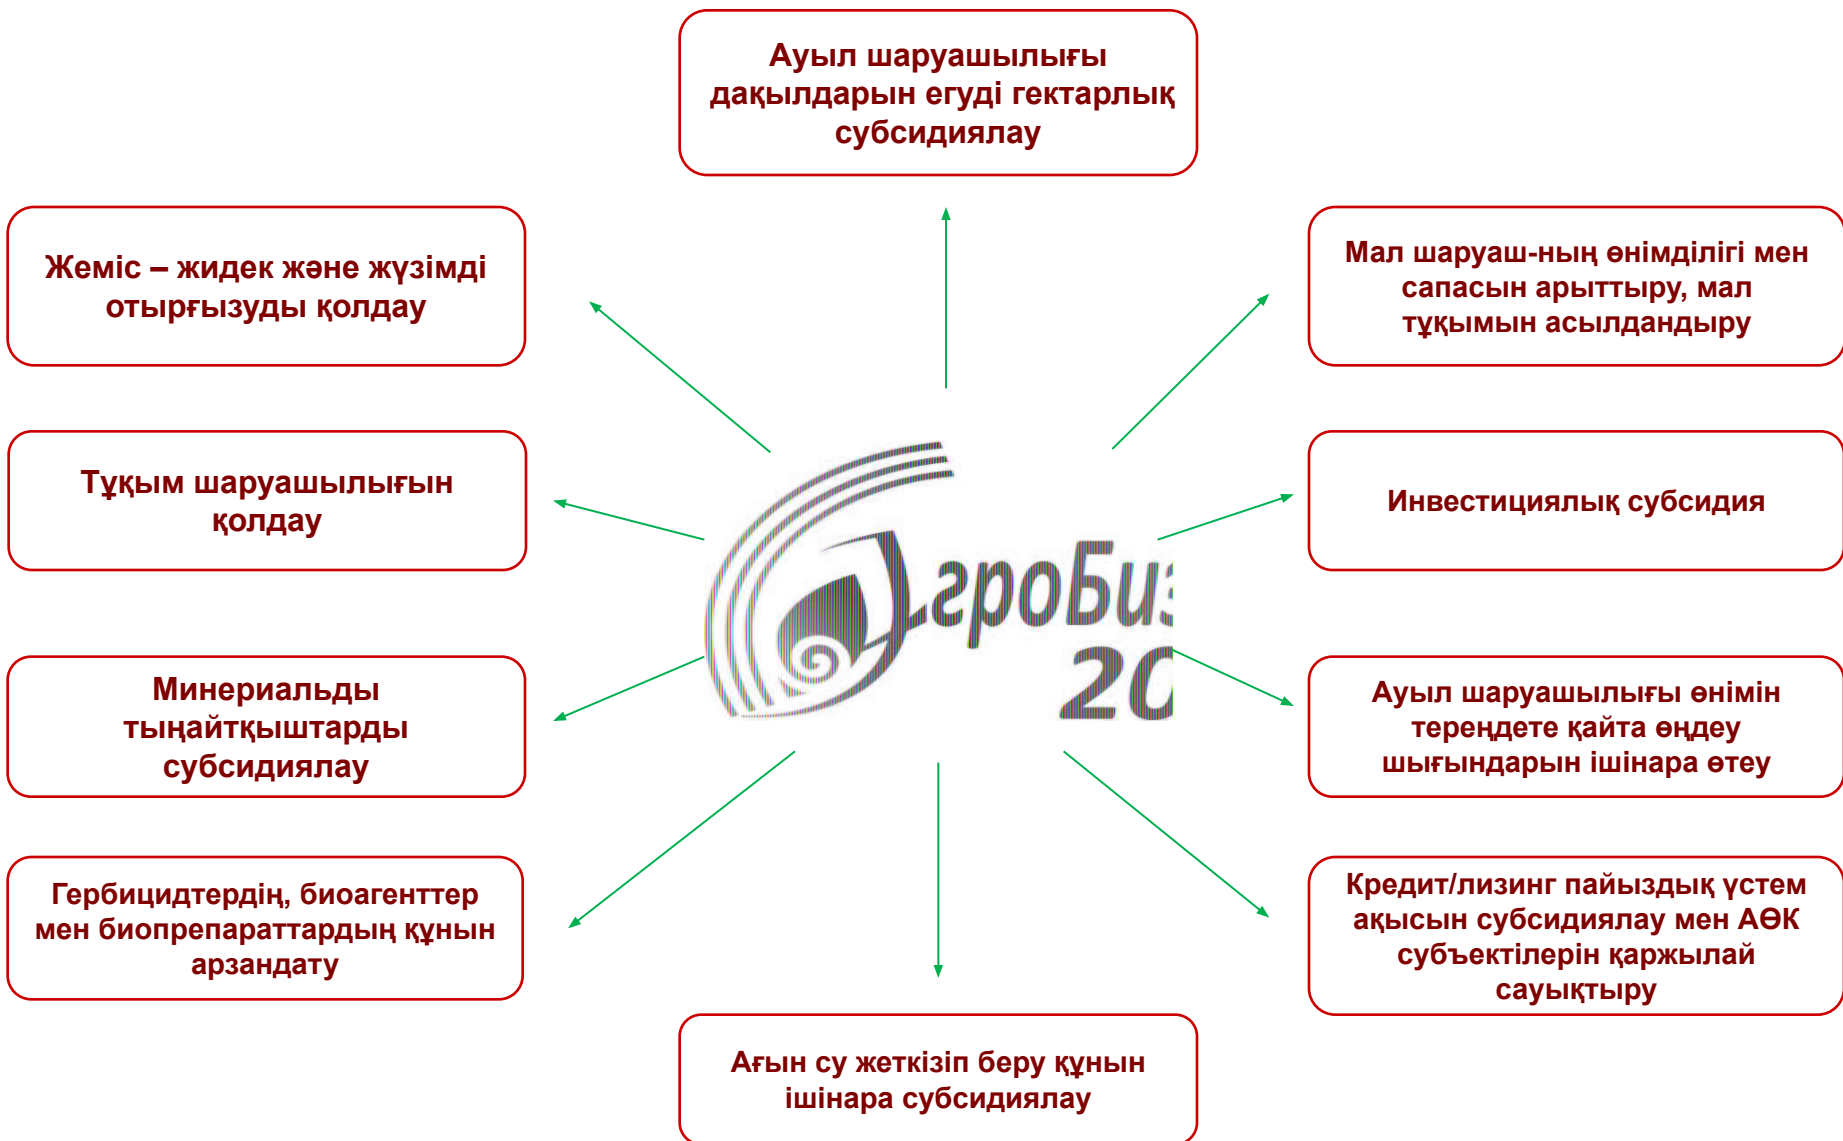 Ауыл шаруашылығы
дақылдарын егуді гектарлық
субсидиялау
Жеміс – жидек және жүзімді
отырғызуды қолдау
Мал шаруаш-ның өнімділігі мен
сапасын арыттыру, мал
тұқымын асылдандыру
Тұқым шаруашылығын
қолдау
Инвестициялық субсидия
гроБиз
20
Минериальды
тыңайтқыштарды
субсидиялау
Ауыл шаруашылығы өнімін
тереңдете қайта өңдеу
шығындарын ішінара өтеу
Гербицидтердің, биоагенттер
мен биопрепараттардың құнын
арзандату
Кредит/лизинг пайыздық үстем
ақысын субсидиялау мен АӨК
субъектілерін қаржылай
сауықтыру
Ағын су жеткізіп беру құнын
ішінара субсидиялау